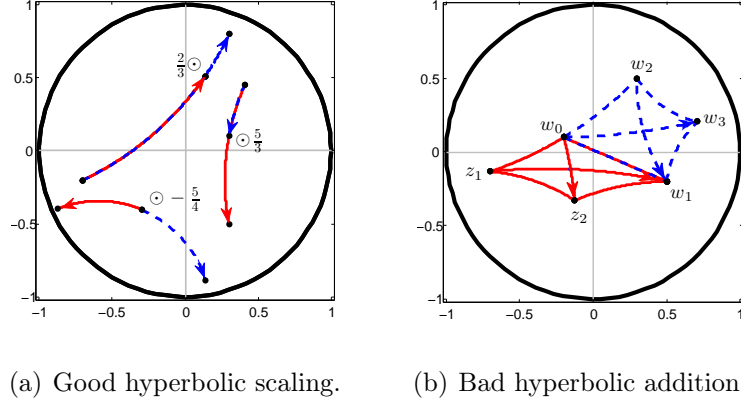 1
0.5
0
−0.5
−1
−1
−0.5
0
0.5
1
2/3 ⊙
⊙ 5/3
⊙ − 5/4
(a) Good hyperbolic scaling.
1
0.5
0
−0.5
−1
−1
−0.5
0
0.5
1
w₂
w₀
w₃
z₁
w₁
z₂
(b) Bad hyperbolic addition